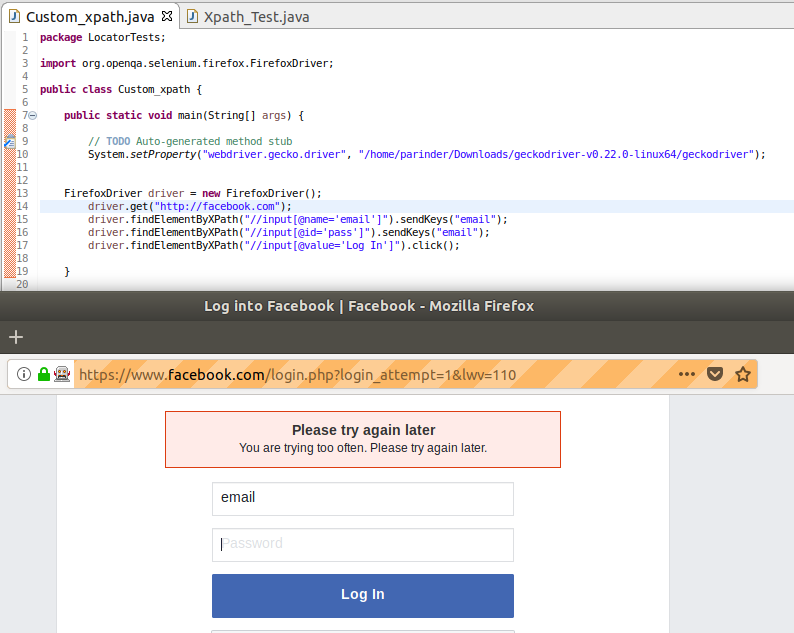 Custom_xpath.java Xpath_Test.java
1 package LocatorTests;
2
3 import org.openqa.selenium.firefox.FirefoxDriver;
4
5 public class Custom_xpath {
6
7 public static void main(String[] args) {
8
9 // TODO Auto-generated method stub
10 System.setProperty("webdriver.gecko.driver", "/home/parinder/Downloads/geckodriver-v0.22.0-linux64/geckodriver");
11
12
13 FirefoxDriver driver = new FirefoxDriver();
14 driver.get("http://facebook.com");
15 driver.findElementByXPath("//input[@name='email']").sendKeys("email");
16 driver.findElementByXPath("//input[@id='pass']").sendKeys("email");
17 driver.findElementByXPath("//input[@value='Log In']").click();
18
19 }
20
Log into Facebook | Facebook - Mozilla Firefox
https://www.facebook.com/login.php?login_attempt=1&lwv=110
Please try again later
You are trying too often. Please try again later.
email
Password
Log In